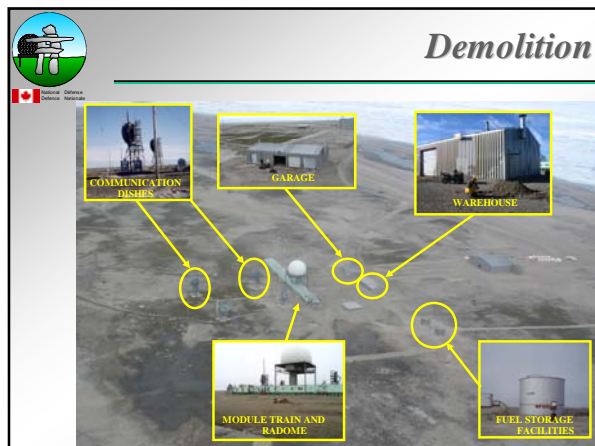 Demolition
National Défense
Defence Nationale
COMMUNICATION
DISHES
GARAGE
WAREHOUSE
MODULE TRAIN AND
RADOME
FUEL STORAGE
FACILITIES